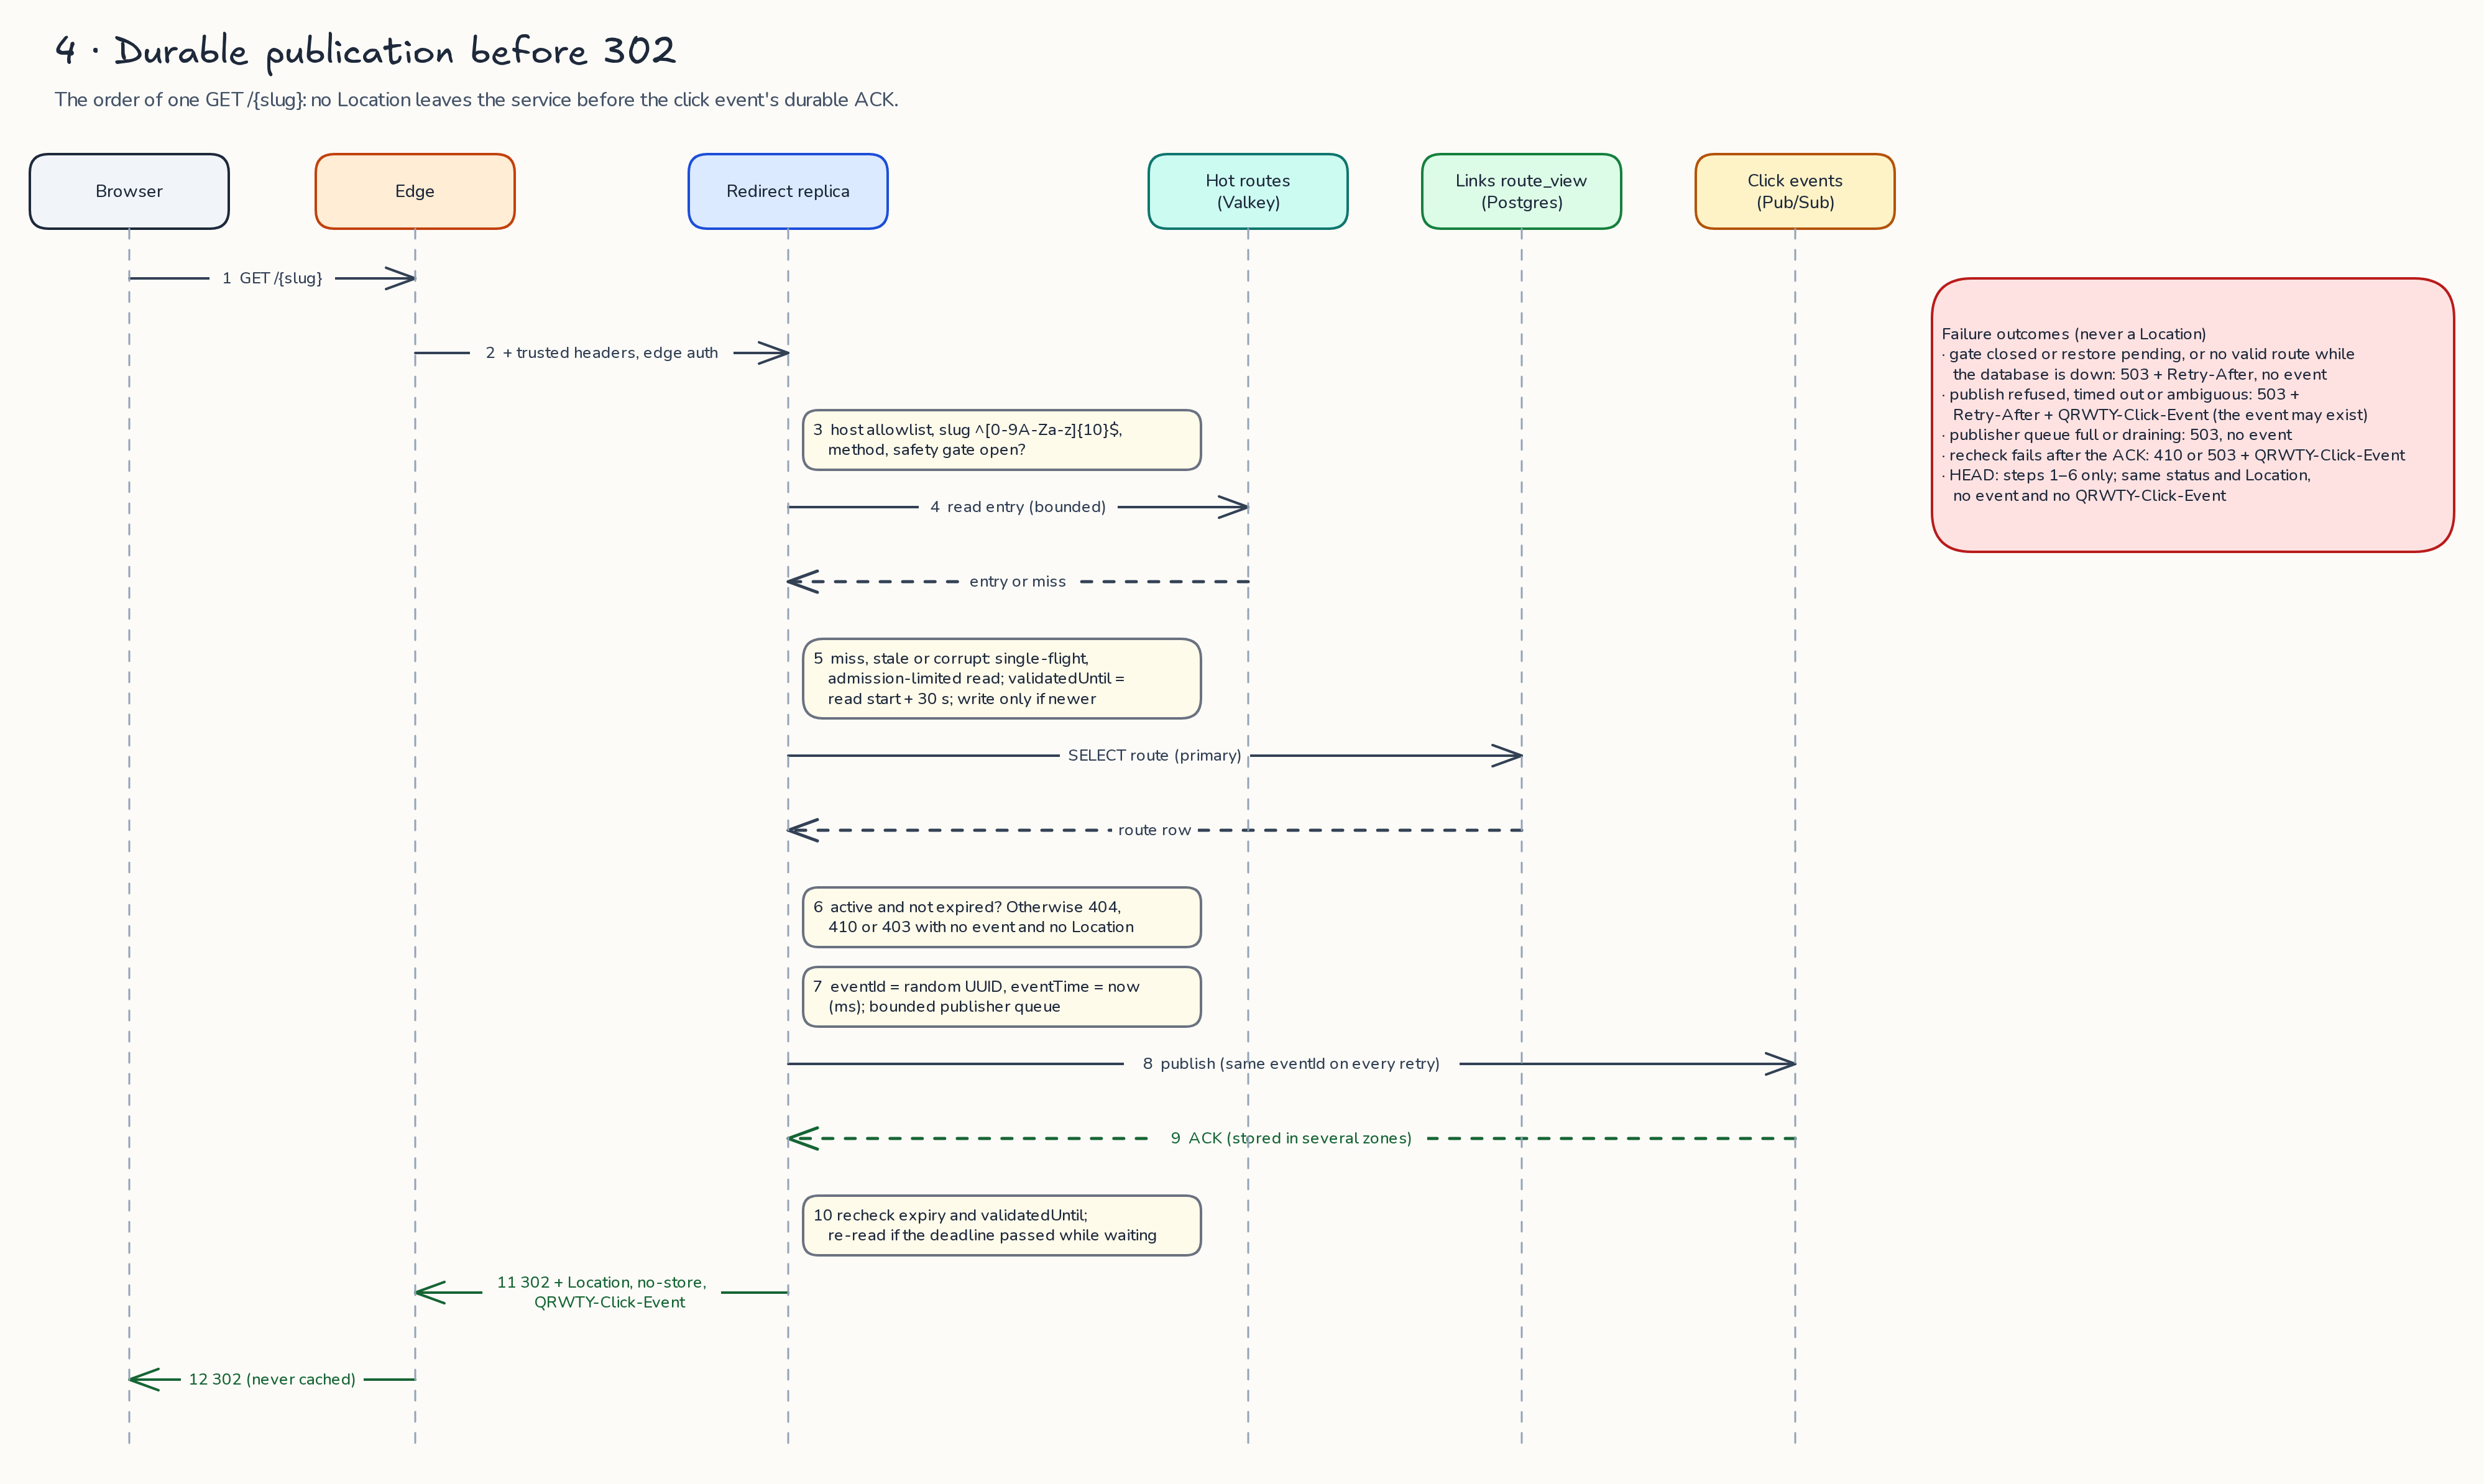 4 · Durable publication before 302
The order of one GET /{slug}: no Location leaves the service before the click event's durable ACK.
Browser
Edge
Redirect replica
Hot routes
(Valkey)
Links route_view
(Postgres)
Click events
(Pub/Sub)
1 GET /{slug}
2 + trusted headers, edge auth
3 host allowlist, slug ^[0-9A-Za-z]{10}$,
method, safety gate open?
4 read entry (bounded)
entry or miss
5 miss, stale or corrupt: single-flight,
admission-limited read; validatedUntil =
read start + 30 s; write only if newer
SELECT route (primary)
route row
6 active and not expired? Otherwise 404,
410 or 403 with no event and no Location
7 eventId = random UUID, eventTime = now
(ms); bounded publisher queue
8 publish (same eventId on every retry)
9 ACK (stored in several zones)
10 recheck expiry and validatedUntil;
re-read if the deadline passed while waiting
11 302 + Location, no-store,
QRWTY-Click-Event
12 302 (never cached)
Failure outcomes (never a Location)
· gate closed or restore pending, or no valid route while
the database is down: 503 + Retry-After, no event
· publish refused, timed out or ambiguous: 503 +
Retry-After + QRWTY-Click-Event (the event may exist)
· publisher queue full or draining: 503, no event
· recheck fails after the ACK: 410 or 503 + QRWTY-Click-Event
· HEAD: steps 1–6 only; same status and Location,
no event and no QRWTY-Click-Event